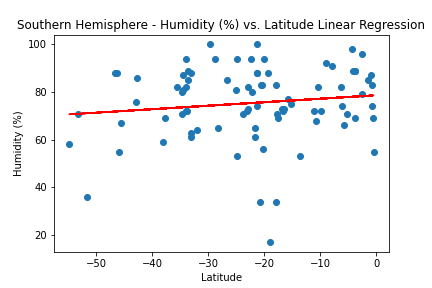 Southern Hemisphere - Humidity (%) vs. Latitude Linear Regression
100
80
60
40
20
Humidity (%)
−50 −40 −30 −20 −10 0
Latitude